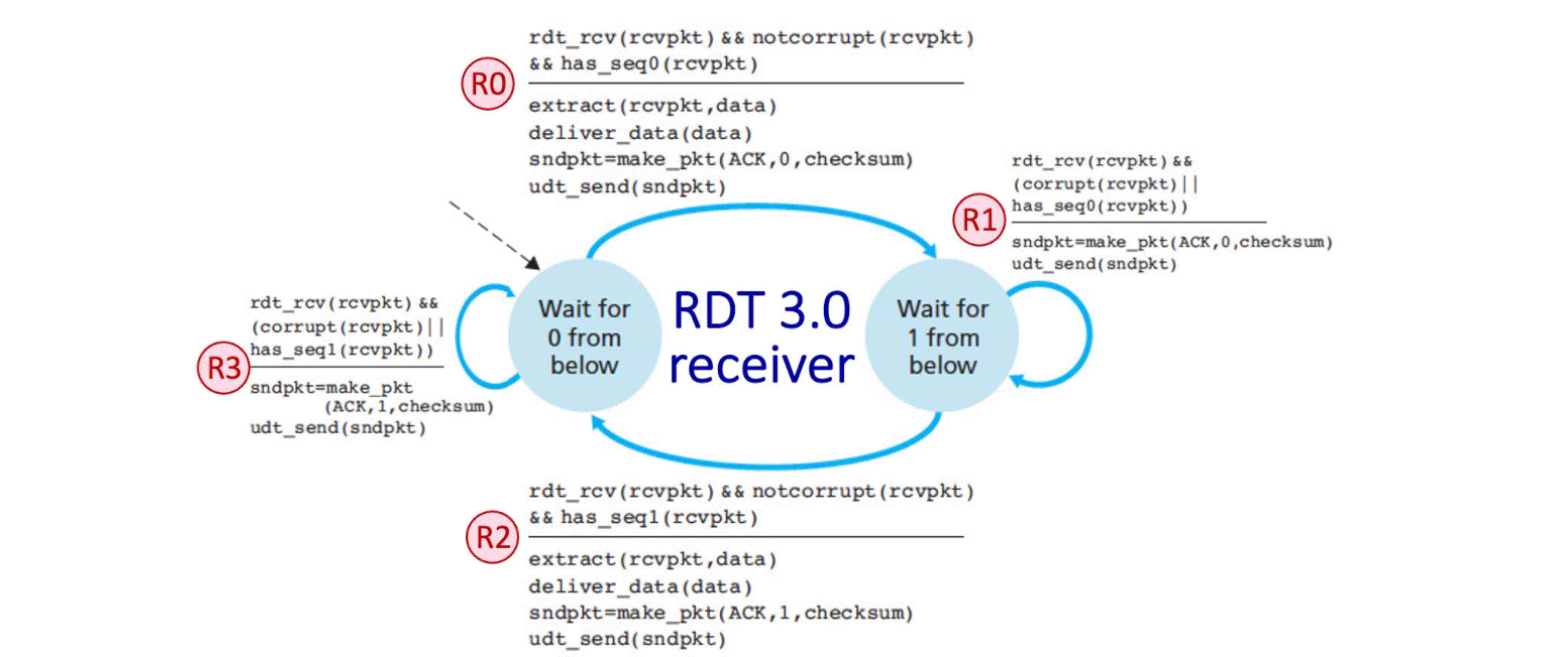 rdt_rcv(rcvpkt) && notcorrupt(rcvpkt)
&& has_seq0(rcvpkt)
R0
extract(rcvpkt,data)
deliver_data(data)
sndpkt=make_pkt(ACK,0,checksum)
udt_send(sndpkt)
rdt_rcv(rcvpkt) &&
(corrupt(rcvpkt)||
has_seq0(rcvpkt))
R1
sndpkt=make_pkt(ACK,0,checksum)
udt_send(sndpkt)
rdt_rcv(rcvpkt) &&
(corrupt(rcvpkt)||
has_seq1(rcvpkt))
R3
sndpkt=make_pkt
(ACK,1,checksum)
udt_send(sndpkt)
Wait for
0 from
below
RDT 3.0
receiver
Wait for
1 from
below
rdt_rcv(rcvpkt) && notcorrupt(rcvpkt)
&& has_seq1(rcvpkt)
R2
extract(rcvpkt,data)
deliver_data(data)
sndpkt=make_pkt(ACK,1,checksum)
udt_send(sndpkt)